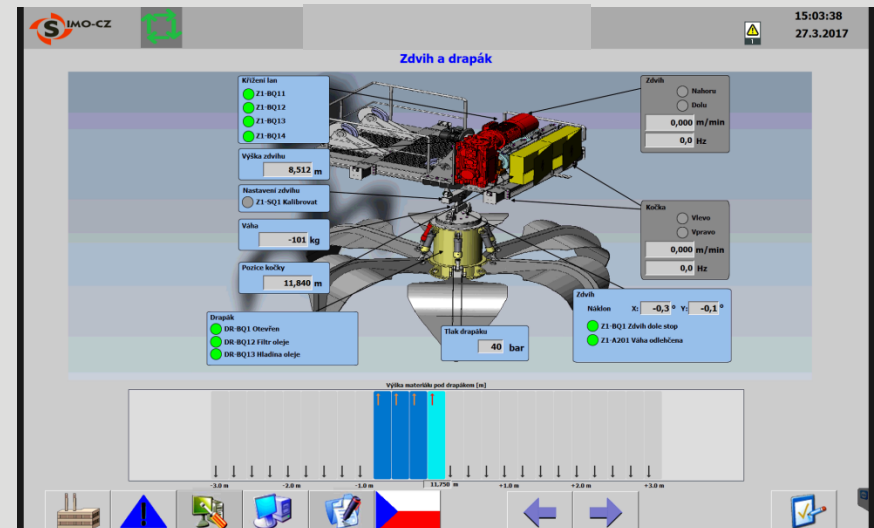 SIMO-CZ
15:03:38
27.3.2017
1
Zdvih a drapák
Křížení lan
Z1-BQ11
Z1-BQ12
Z1-BQ13
Z1-BQ14
Výška zdvihu
8,512 m
Nastavení zdvihu
Z1-SQ1 Kalibrovat
Váha
-101 kg
Pozice kočky
11,840 m
Drapák
DR-BQ1 Otevřen
DR-BQ12 Filtr oleje
DR-BQ13 Hladina oleje
Tlak drapáku
40 bar
Zdvih
Nahoru
Dolu
0,000 m/min
0,0 Hz
Kočka
Vlevo
Vpravo
0,000 m/min
0,0 Hz
Zdvih
Náklon X: -0,3 ° Y: -0,1 °
Z1-BQ1 Zdvih dole stop
Z1-A201 Váha odlehčena
Výška materiálu pod drapákem [m]
-3.0 m -2.0 m -1.0 m 11,750 m +1.0 m +2.0 m +3.0 m